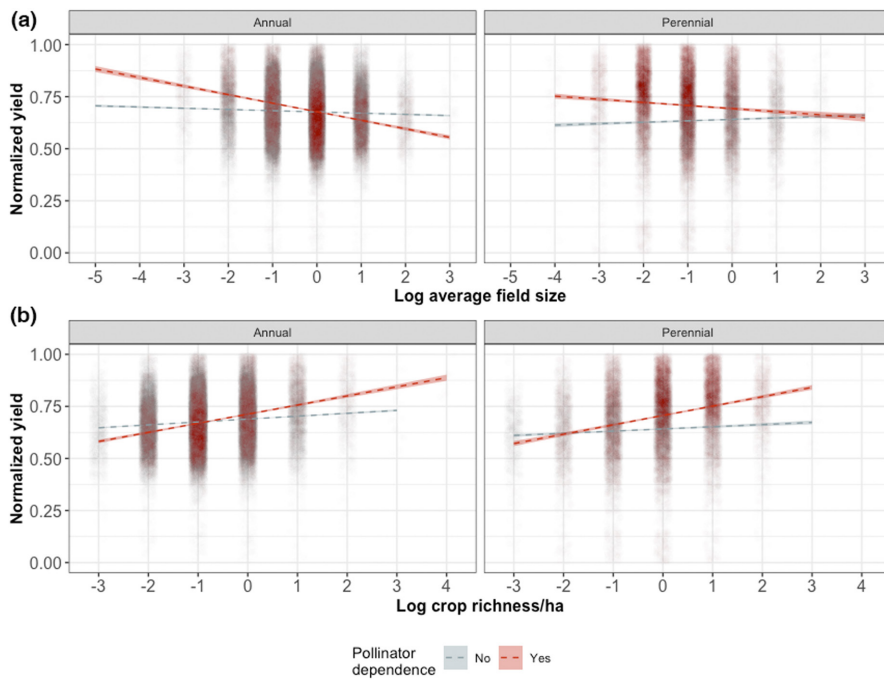 (a)
Annual Perennial
1.00
0.75
0.50
0.25
0.00
Normalized yield
-5 -4 -3 -2 -1 0 1 2 3 -5 -4 -3 -2 -1 0 1 2 3
Log average field size
(b)
Annual Perennial
1.00
0.75
0.50
0.25
0.00
Normalized yield
-3 -2 -1 0 1 2 3 4 -3 -2 -1 0 1 2 3 4
Log crop richness/ha
Pollinator
dependence No Yes